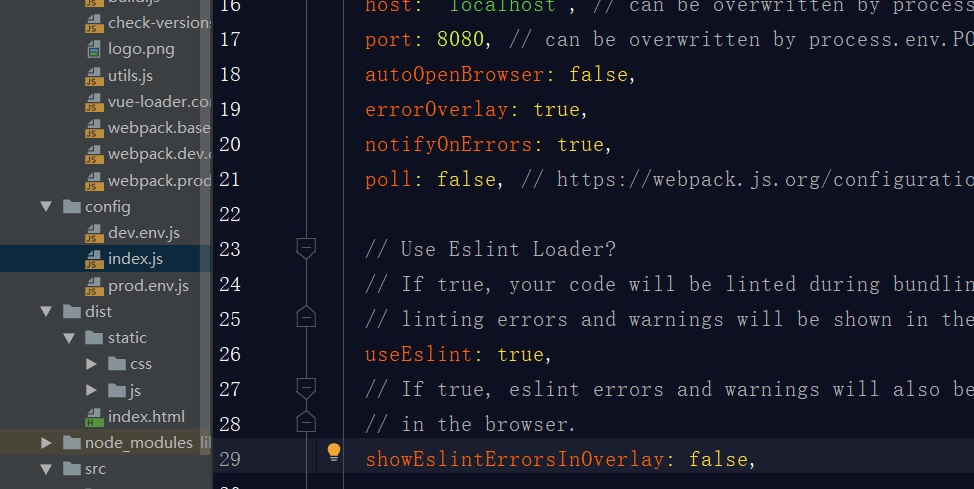 build.js
check-version
logo.png
utils.js
vue-loader.co
webpack.base
webpack.dev.
webpack.prod
config
dev.env.js
index.js
prod.env.js
dist
static
css
js
index.html
node_modules li
src
16 host: 'localhost', // can be overwritten by process
17 port: 8080, // can be overwritten by process.env.PO
18 autoOpenBrowser: false,
19 errorOverlay: true,
20 notifyOnErrors: true,
21 poll: false, // https://webpack.js.org/configuratio
22
23 // Use Eslint Loader?
24 // If true, your code will be linted during bundlin
25 // linting errors and warnings will be shown in the
26 useEslint: true,
27 // If true, eslint errors and warnings will also be
28 // in the browser.
29 showEslintErrorsInOverlay: false,